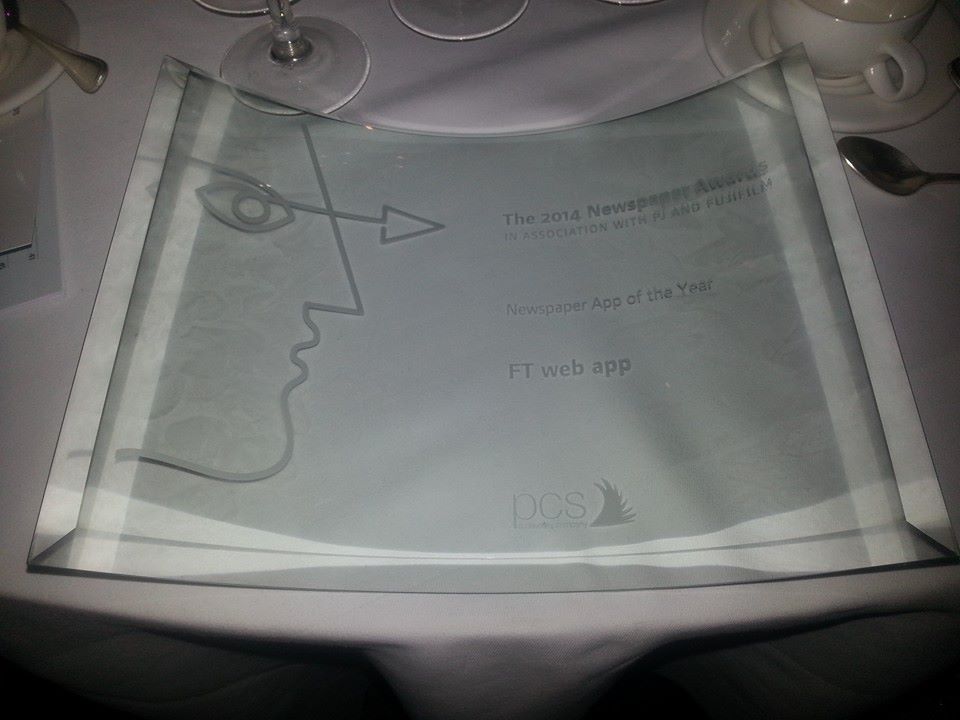 The 2014 Newspaper Awards
IN ASSOCIATION WITH PJ AND FUJIFILM
Newspaper App of the Year
FT web app
pcs